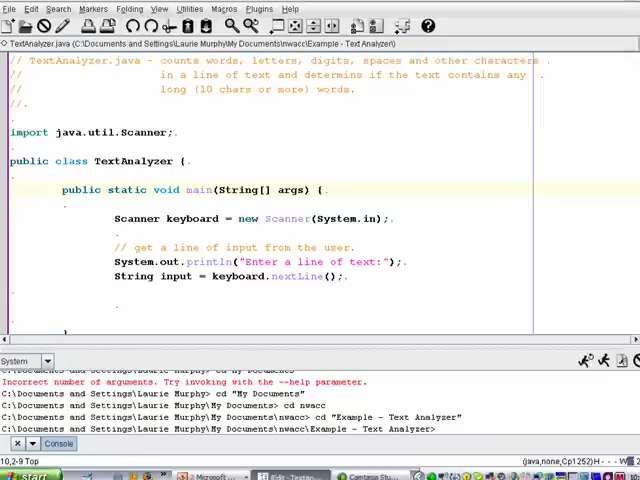 File Edit Search Markers Folding View Utilities Macros Plugins Help
TextAnalyzer.java (C:\Documents and Settings\Laurie Murphy\My Documents\nwacc\Example - Text Analyzer\)
// TextAnalyzer.java - counts words, letters, digits, spaces and other characters .
// in a line of text and determins if the text contains any .
// long (10 chars or more) words.
//.
.
import java.util.Scanner;.
.
public class TextAnalyzer {.
.
public static void main(String[] args) {.
.
Scanner keyboard = new Scanner(System.in);.
.
// get a line of input from the user.
System.out.println("Enter a line of text:");.
String input = keyboard.nextLine();.
.
.
}
System
Incorrect number of arguments. Try invoking with the --help parameter.
C:\Documents and Settings\Laurie Murphy> cd "My Documents"
C:\Documents and Settings\Laurie Murphy\My Documents> cd nwacc
C:\Documents and Settings\Laurie Murphy\My Documents\nwacc> cd "Example - Text Analyzer"
C:\Documents and Settings\Laurie Murphy\My Documents\nwacc\Example - Text Analyzer>
Console
10,2-9 Top
(java,none,Cp1252)
start
2 Microsoft
Camtasia Stu